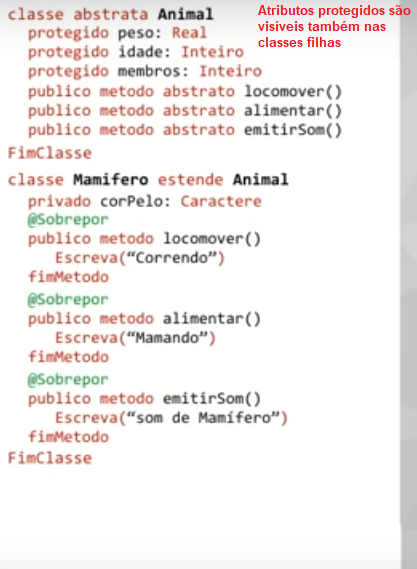 Atributos protegidos são
visíveis também nas
classes filhas
classe abstrata Animal
protegido peso: Real
protegido idade: Inteiro
protegido membros: Inteiro
publico metodo abstrato locomover()
publico metodo abstrato alimentar()
publico metodo abstrato emitirSom()
FimClasse
classe Mamifero estende Animal
privado corPelo: Caractere
@Sobrepor
publico metodo locomover()
Escreva(“Correndo”)
fimMetodo
@Sobrepor
publico metodo alimentar()
Escreva(“Mamando”)
fimMetodo
@Sobrepor
publico metodo emitirSom()
Escreva(“som de Mamífero”)
fimMetodo
FimClasse